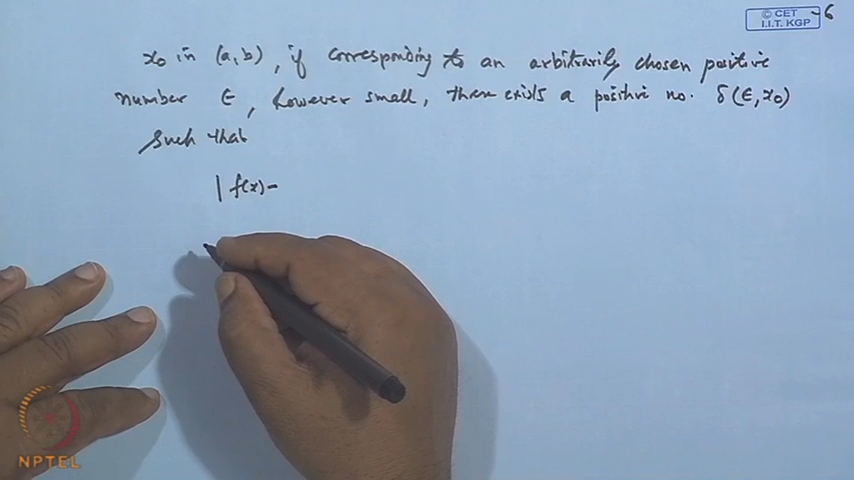 © CET
I.I.T. KGP
-6
x₀ in (a, b), if corresponding to an arbitrarily chosen positive
number ε, however small, there exists a positive no. δ(ε, x₀)
such that
| f(x) –
NPTEL